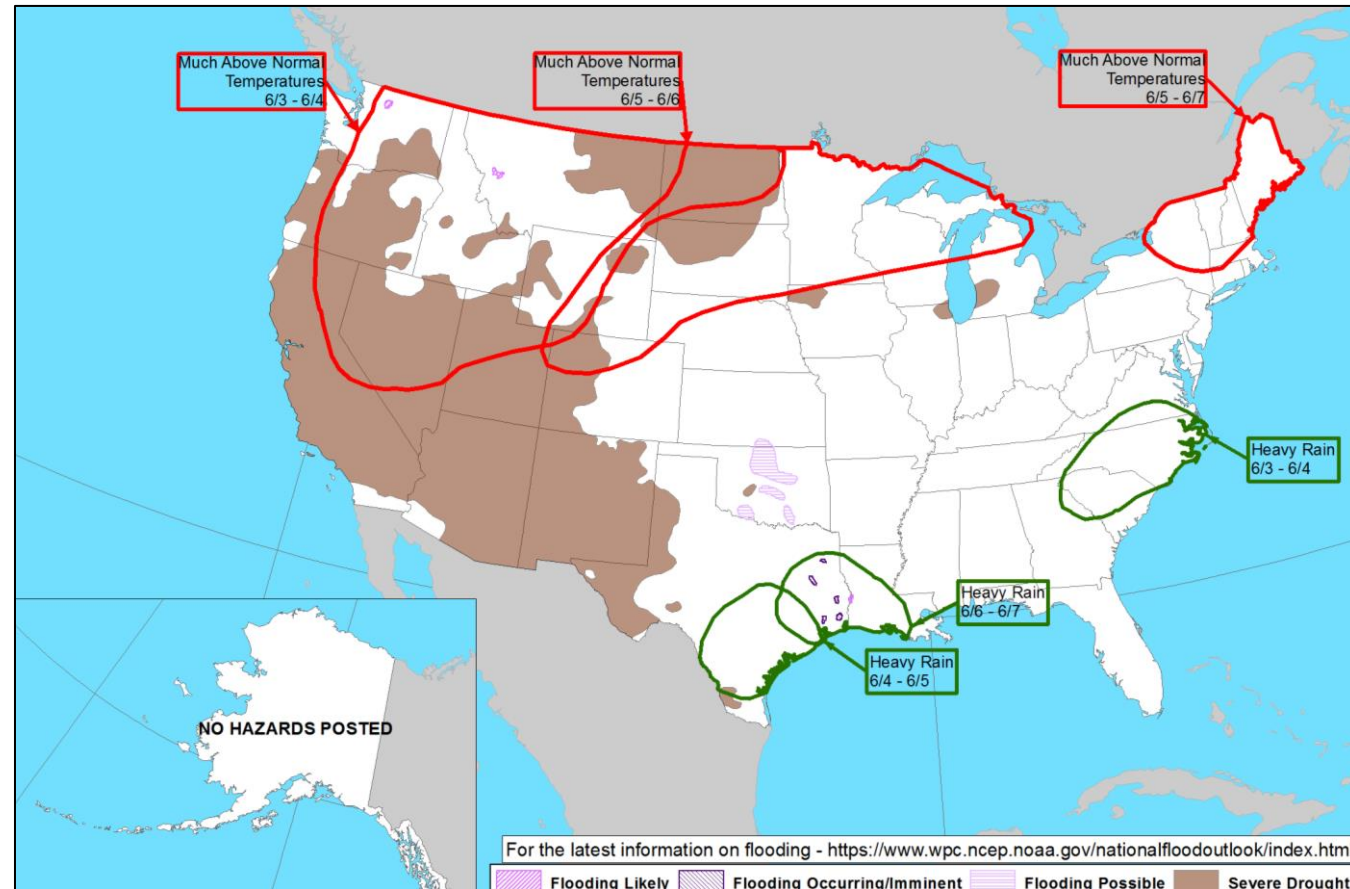 Much Above Normal
Temperatures
6/3 - 6/4
Much Above Normal
Temperatures
6/5 - 6/6
Much Above Normal
Temperatures
6/5 - 6/7
Heavy Rain
6/3 - 6/4
Heavy Rain
6/6 - 6/7
Heavy Rain
6/4 - 6/5
NO HAZARDS POSTED
For the latest information on flooding - https://www.wpc.ncep.noaa.gov/nationalfloodoutlook/index.htm
Flooding Likely Flooding Occurring/Imminent Flooding Possible Severe Drought